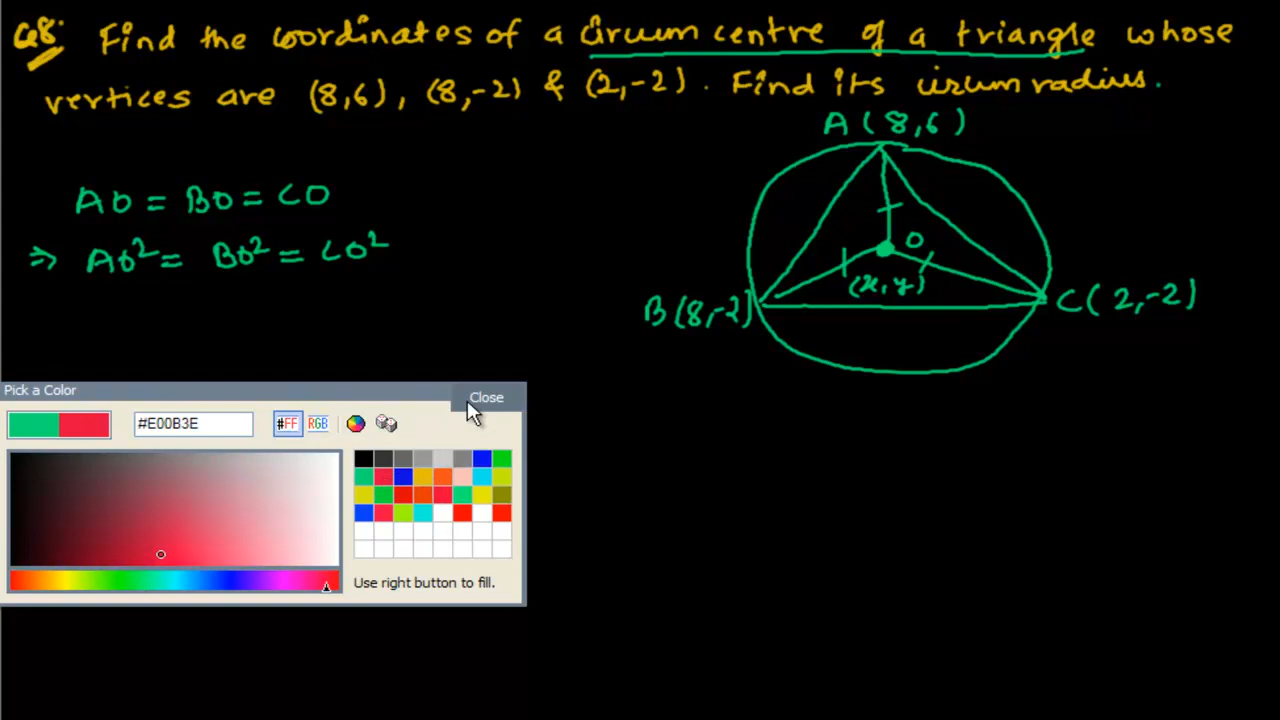 Q8. Find the coordinates of a circum centre of a triangle whose
vertices are (8,6), (8,-2) & (2,-2). Find its circum radius.
A (8,6)
AO = BO = CO
⇒ AO² = BO² = CO²
O
(x,y)
B (8,-2)
C (2,-2)
Pick a Color
Close
#E00B3E
#FF
RGB
Use right button to fill.